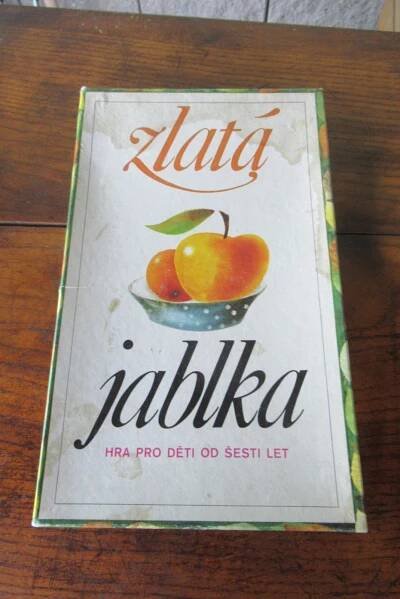 zlatá
jablka
HRA PRO DĚTI OD ŠESTI LET